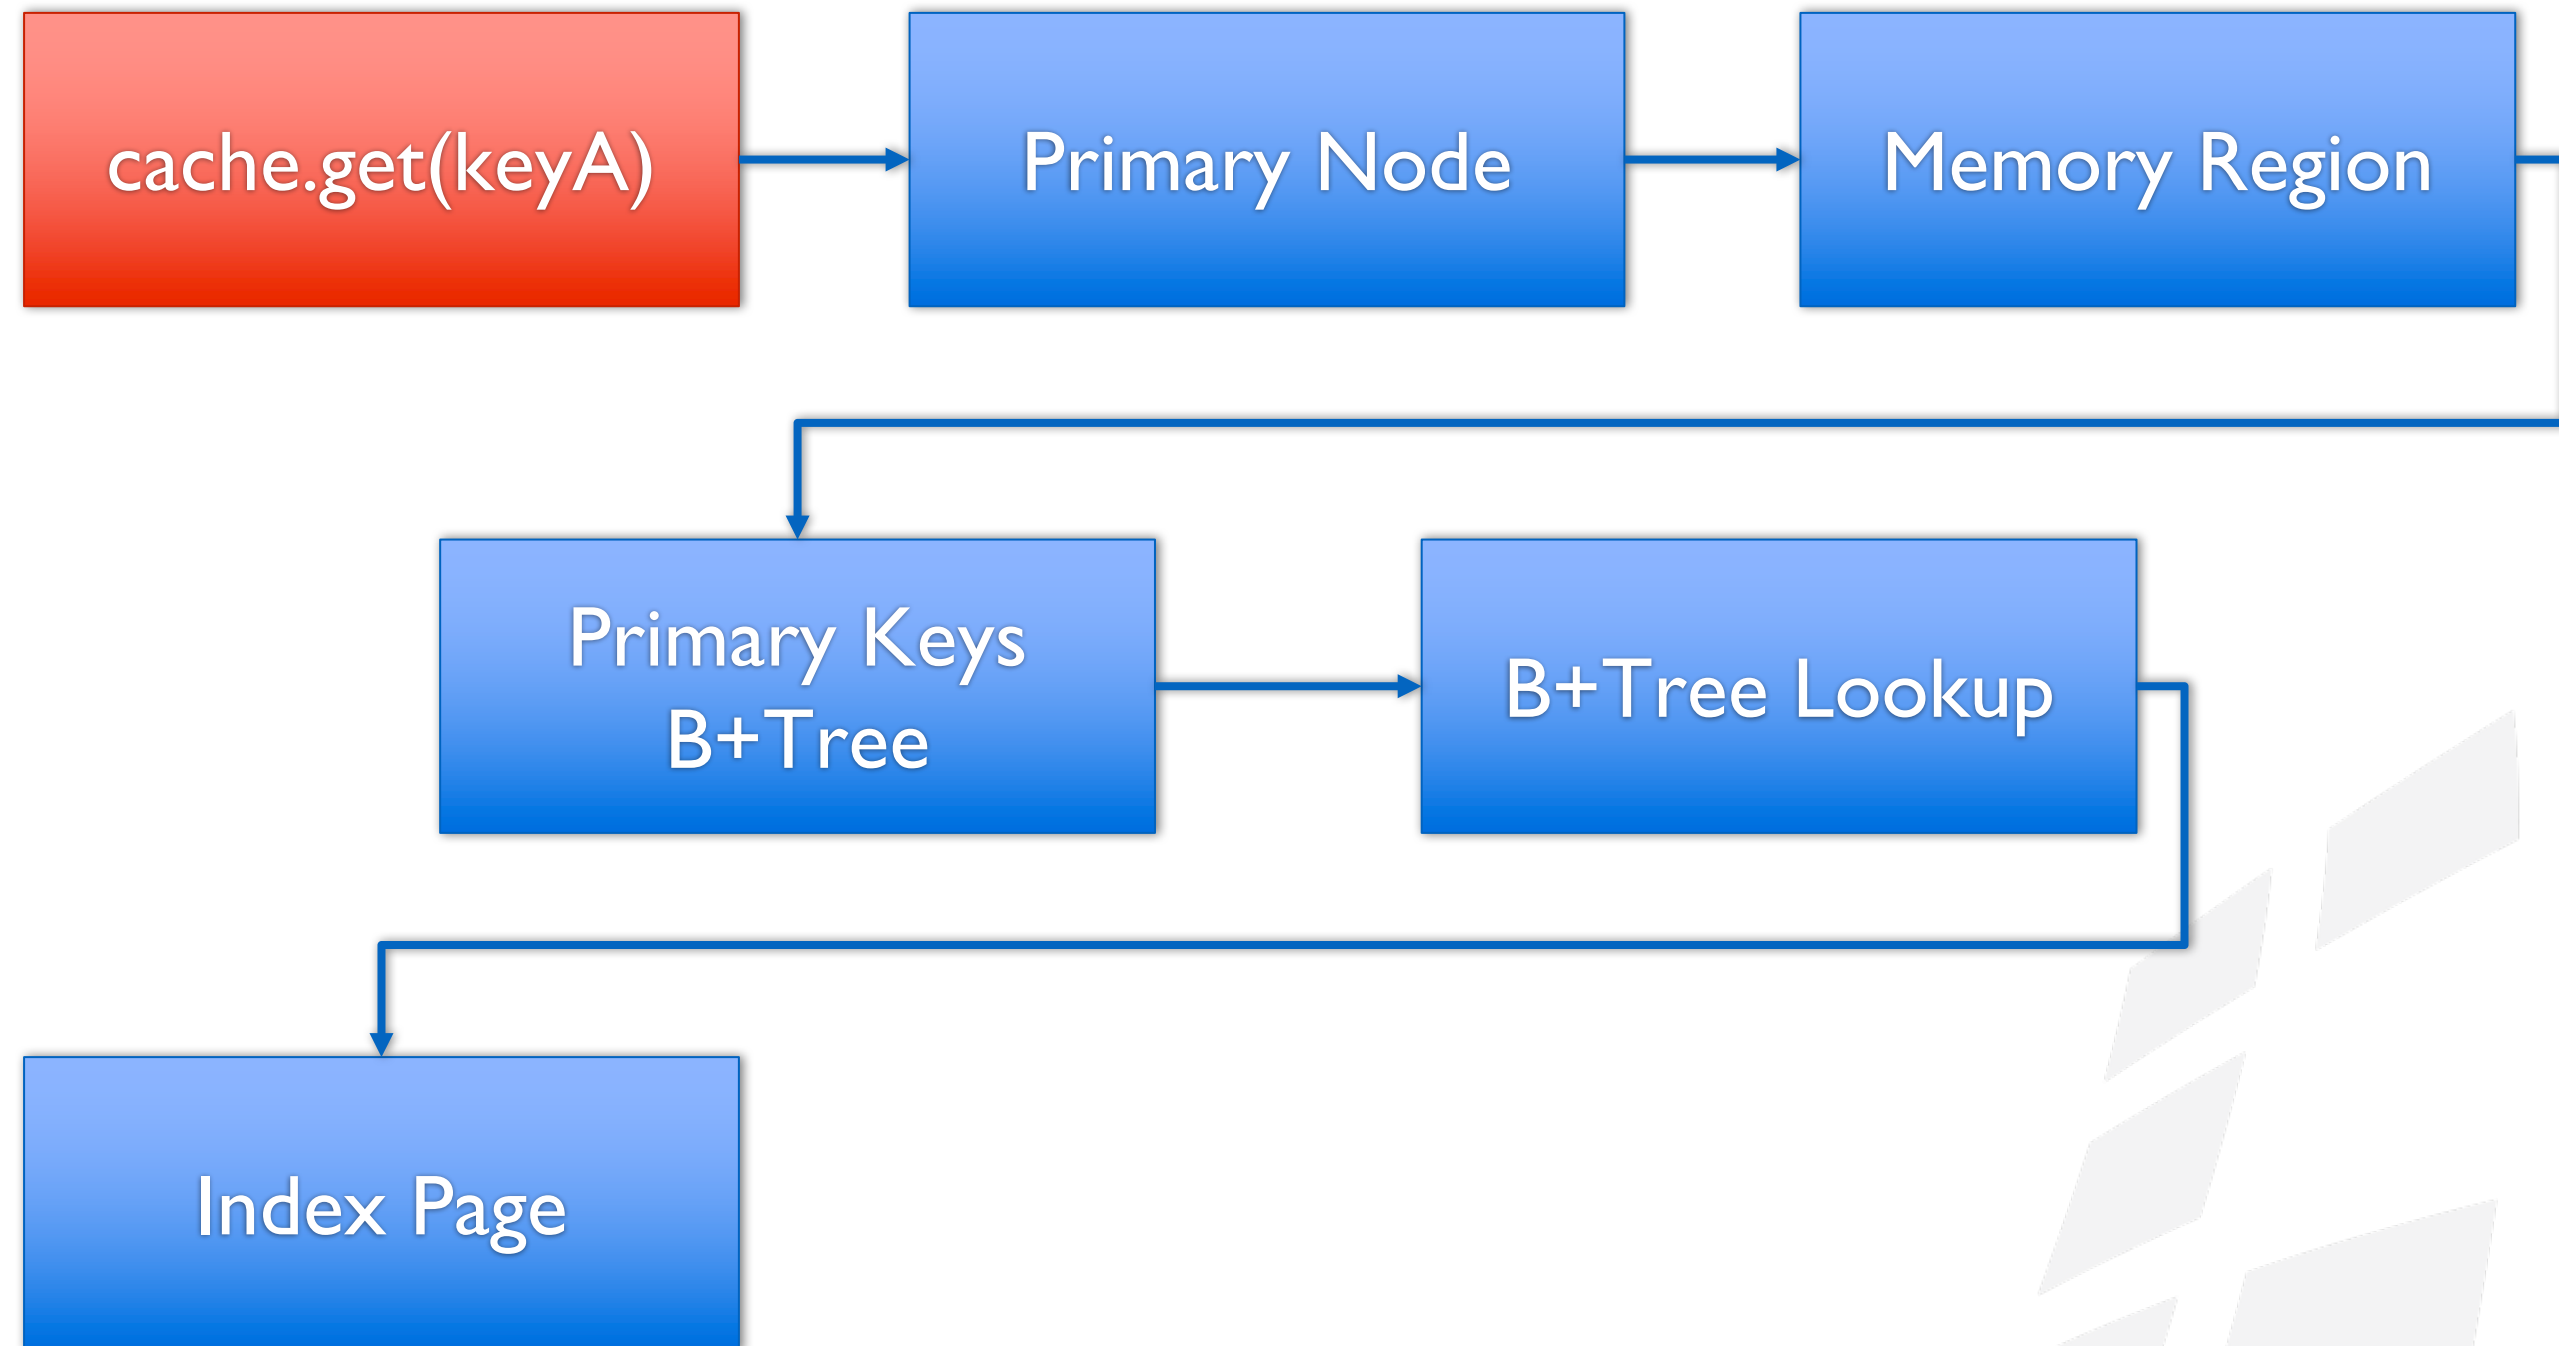 cache.get(keyA)
Primary Node
Memory Region
Primary Keys
B+Tree
B+Tree Lookup
Index Page